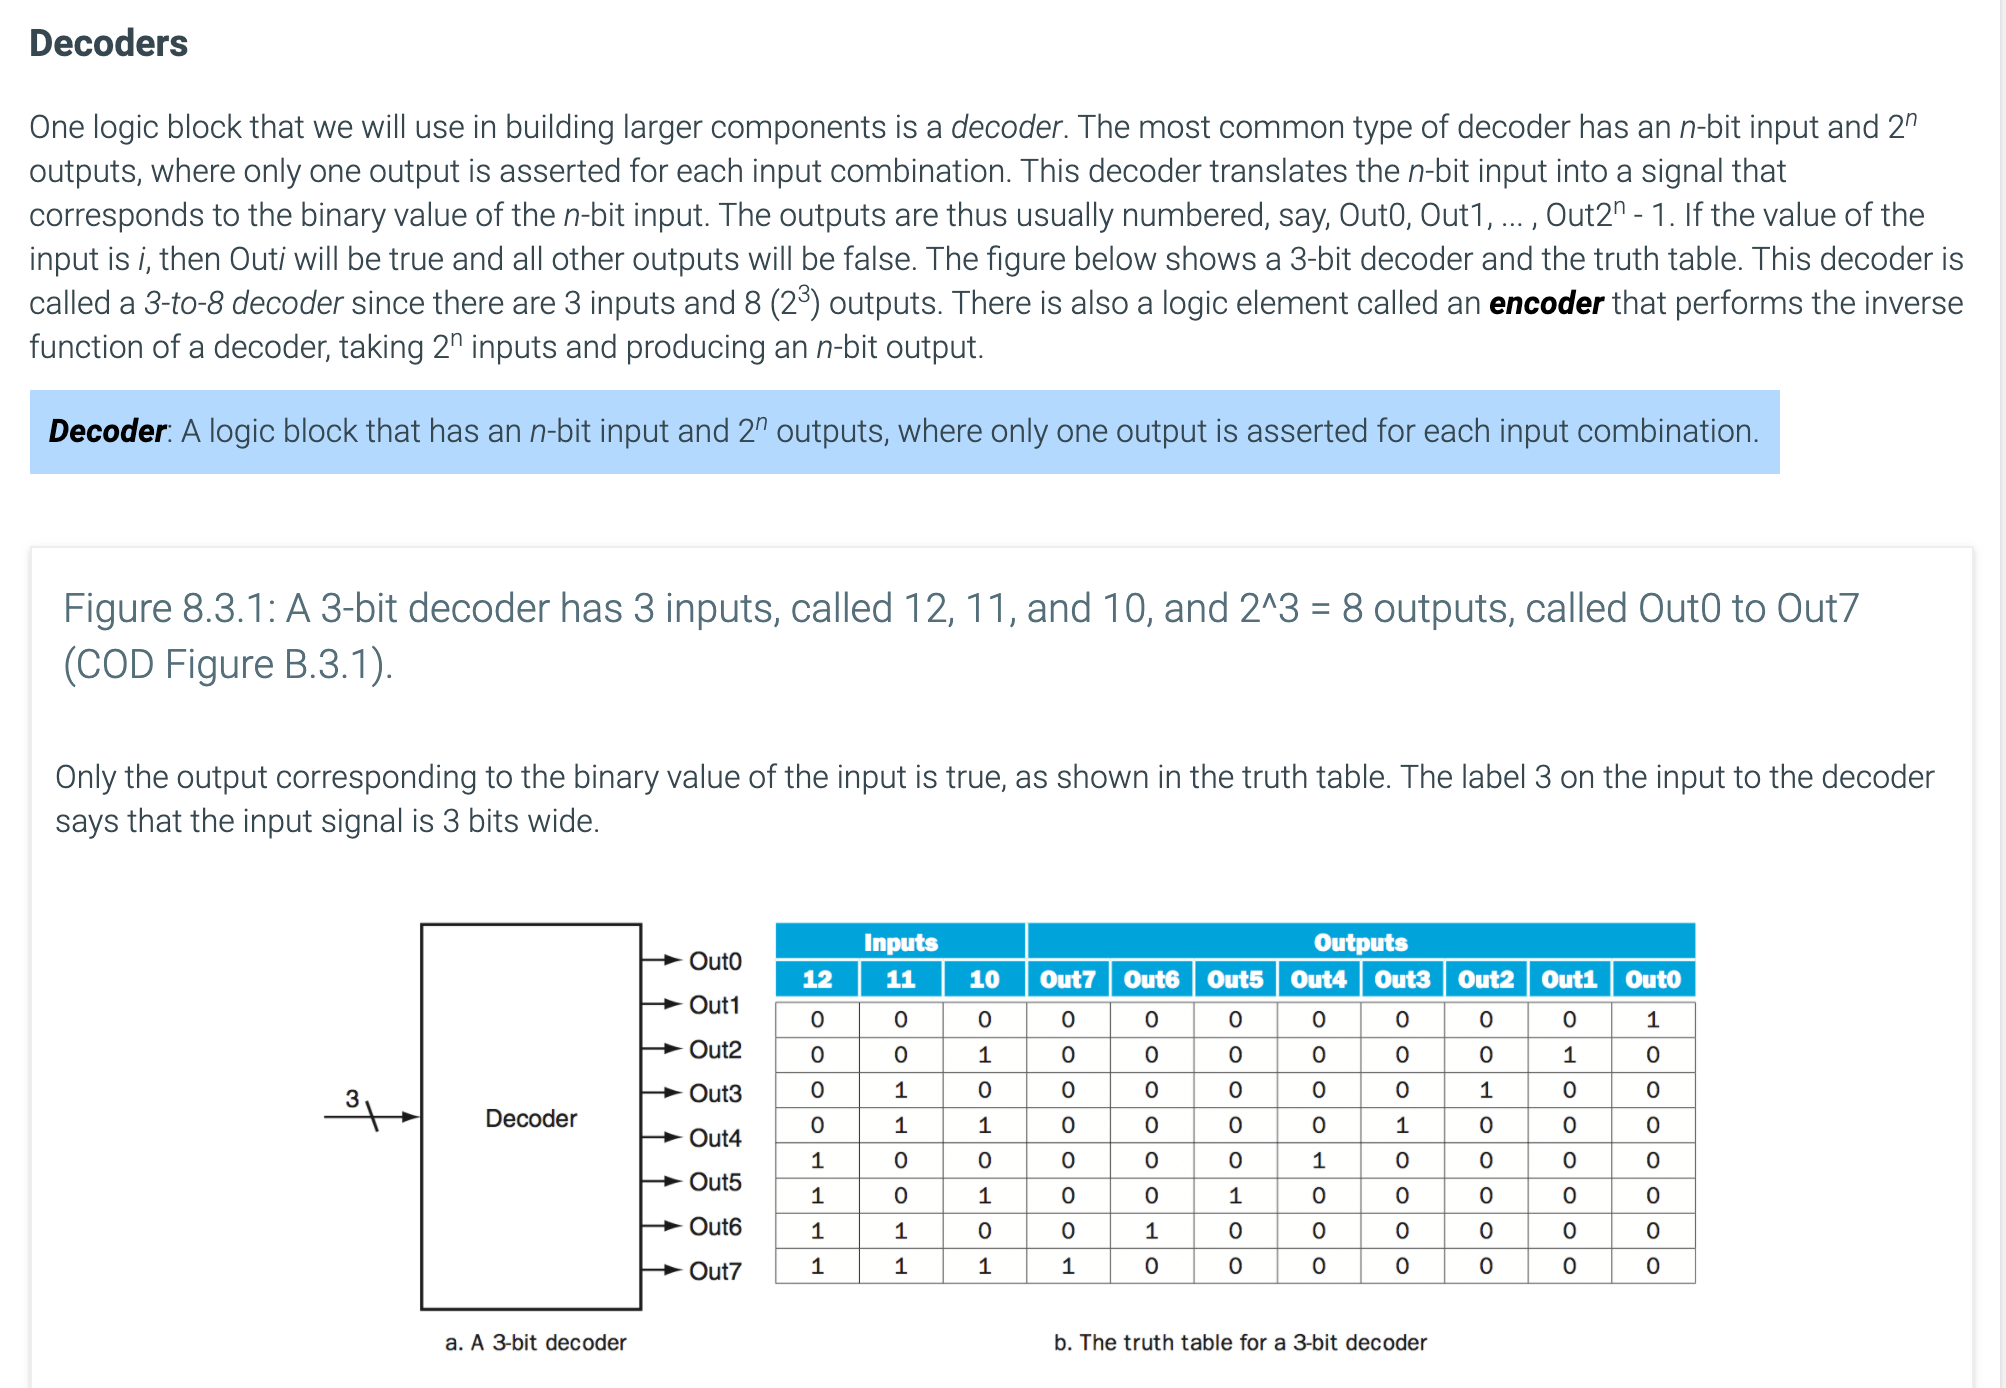 Decoders
One logic block that we will use in building larger components is a decoder. The most common type of decoder has an n-bit input and 2ⁿ
outputs, where only one output is asserted for each input combination. This decoder translates the n-bit input into a signal that
corresponds to the binary value of the n-bit input. The outputs are thus usually numbered, say, Out0, Out1, ... , Out2ⁿ - 1. If the value of the
input is i, then Outi will be true and all other outputs will be false. The figure below shows a 3-bit decoder and the truth table. This decoder is
called a 3-to-8 decoder since there are 3 inputs and 8 (2³) outputs. There is also a logic element called an encoder that performs the inverse
function of a decoder, taking 2ⁿ inputs and producing an n-bit output.
Decoder: A logic block that has an n-bit input and 2ⁿ outputs, where only one output is asserted for each input combination.
Figure 8.3.1: A 3-bit decoder has 3 inputs, called 12, 11, and 10, and 2^3 = 8 outputs, called Out0 to Out7
(COD Figure B.3.1).
Only the output corresponding to the binary value of the input is true, as shown in the truth table. The label 3 on the input to the decoder
says that the input signal is 3 bits wide.
3
Decoder
Out0
Out1
Out2
Out3
Out4
Out5
Out6
Out7
a. A 3-bit decoder
Inputs Outputs
12 11 10 Out7 Out6 Out5 Out4 Out3 Out2 Out1 Out0
0 0 0 0 0 0 0 0 0 0 1
0 0 1 0 0 0 0 0 0 1 0
0 1 0 0 0 0 0 0 1 0 0
0 1 1 0 0 0 0 1 0 0 0
1 0 0 0 0 0 1 0 0 0 0
1 0 1 0 0 1 0 0 0 0 0
1 1 0 0 1 0 0 0 0 0 0
1 1 1 1 0 0 0 0 0 0 0
b. The truth table for a 3-bit decoder